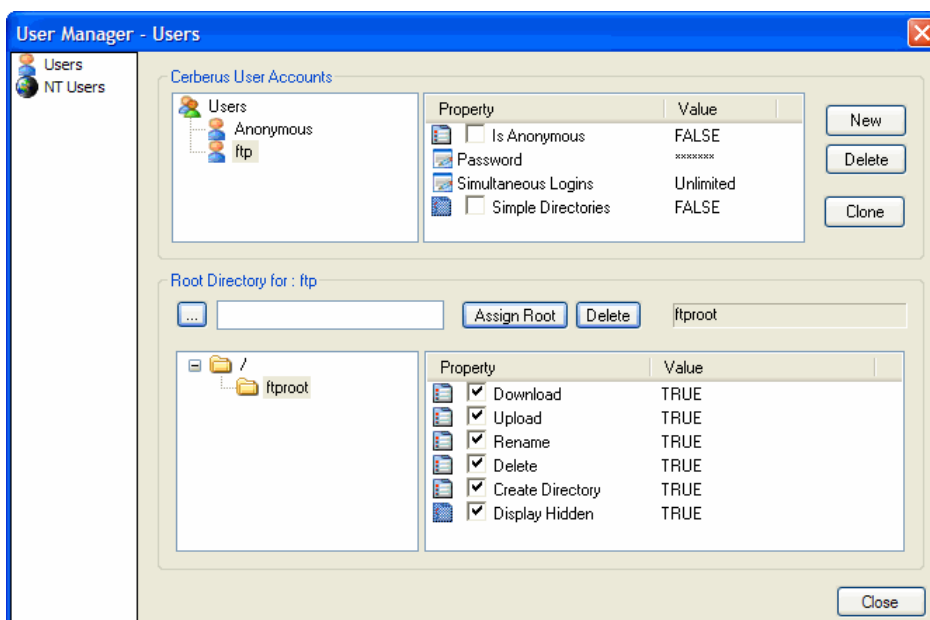 User Manager - Users
Users
NT Users
Cerberus User Accounts
Users
Anonymous
ftp
Property Value
Is Anonymous FALSE
Password *******
Simultaneous Logins Unlimited
Simple Directories FALSE
New
Delete
Clone
Root Directory for : ftp
...
Assign Root
Delete
ftproot
/
ftproot
Property Value
Download TRUE
Upload TRUE
Rename TRUE
Delete TRUE
Create Directory TRUE
Display Hidden TRUE
Close